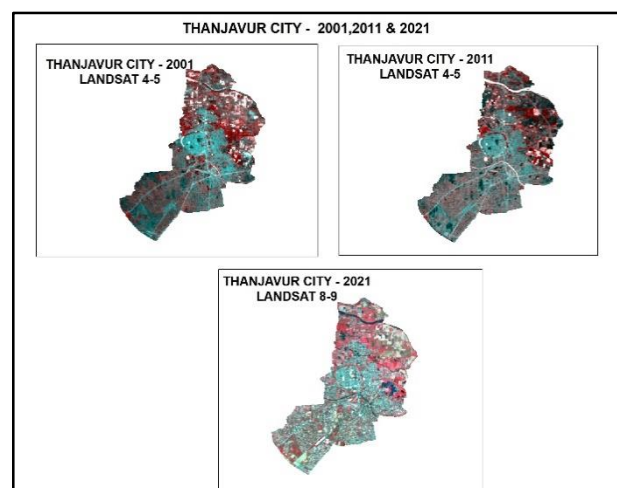 THANJAVUR CITY - 2001,2011 & 2021
THANJAVUR CITY - 2001
LANDSAT 4-5
THANJAVUR CITY - 2011
LANDSAT 4-5
THANJAVUR CITY - 2021
LANDSAT 8-9